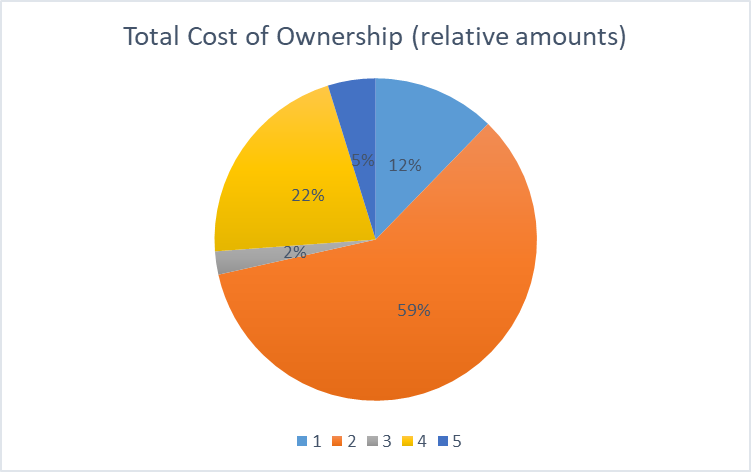 Total Cost of Ownership (relative amounts)
5% 12%
22%
2%
59%
1 2 3 4 5